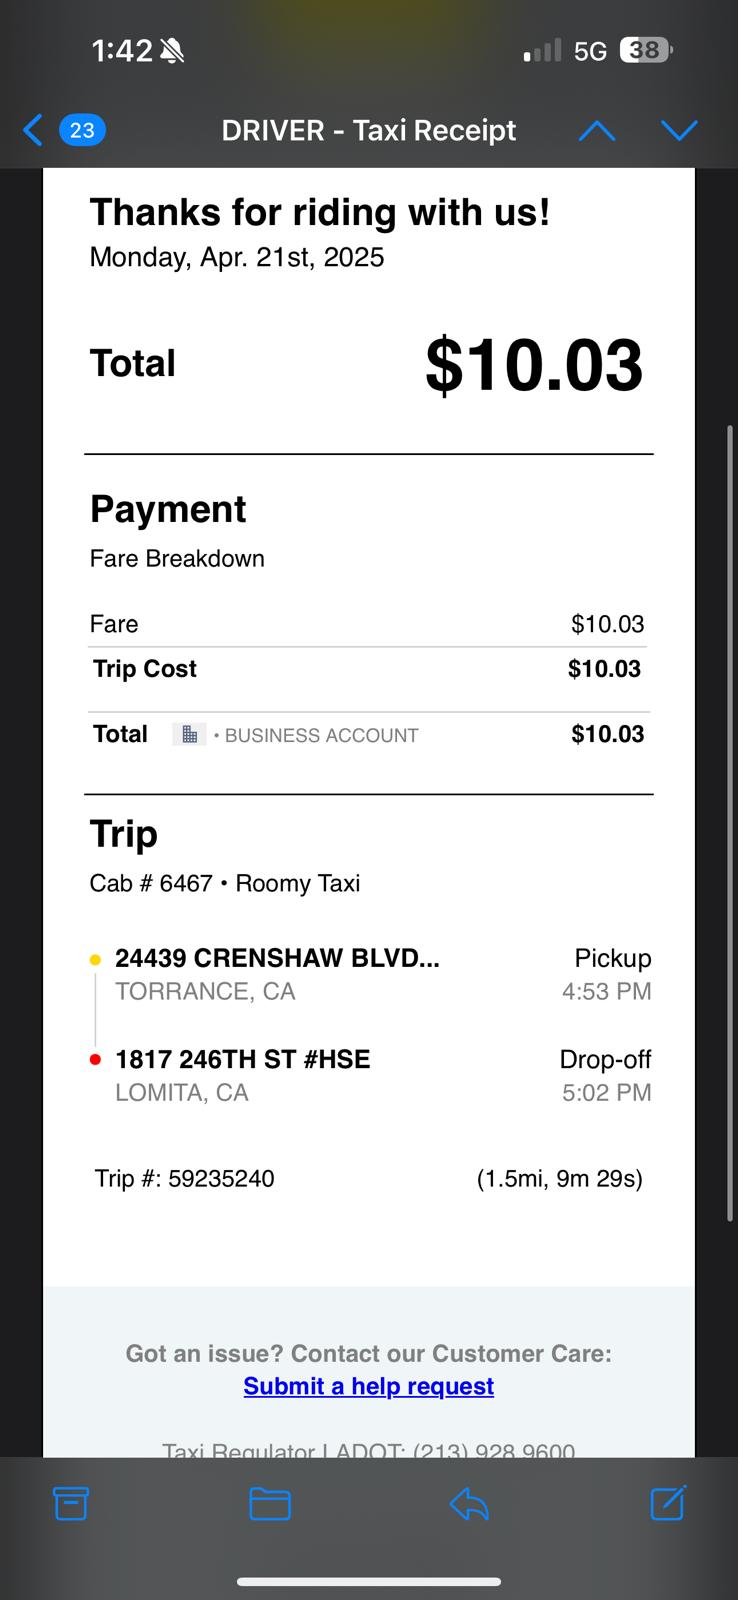 1:42 5G 38
23 DRIVER - Taxi Receipt
Thanks for riding with us!
Monday, Apr. 21st, 2025
Total $10.03
Payment
Fare Breakdown
Fare $10.03
Trip Cost $10.03
Total • BUSINESS ACCOUNT $10.03
Trip
Cab # 6467 • Roomy Taxi
24439 CRENSHAW BLVD... Pickup
TORRANCE, CA 4:53 PM
1817 246TH ST #HSE Drop-off
LOMITA, CA 5:02 PM
Trip #: 59235240 (1.5mi, 9m 29s)
Got an issue? Contact our Customer Care:
Submit a help request
Taxi Regulator LADOT: (213) 928 9600